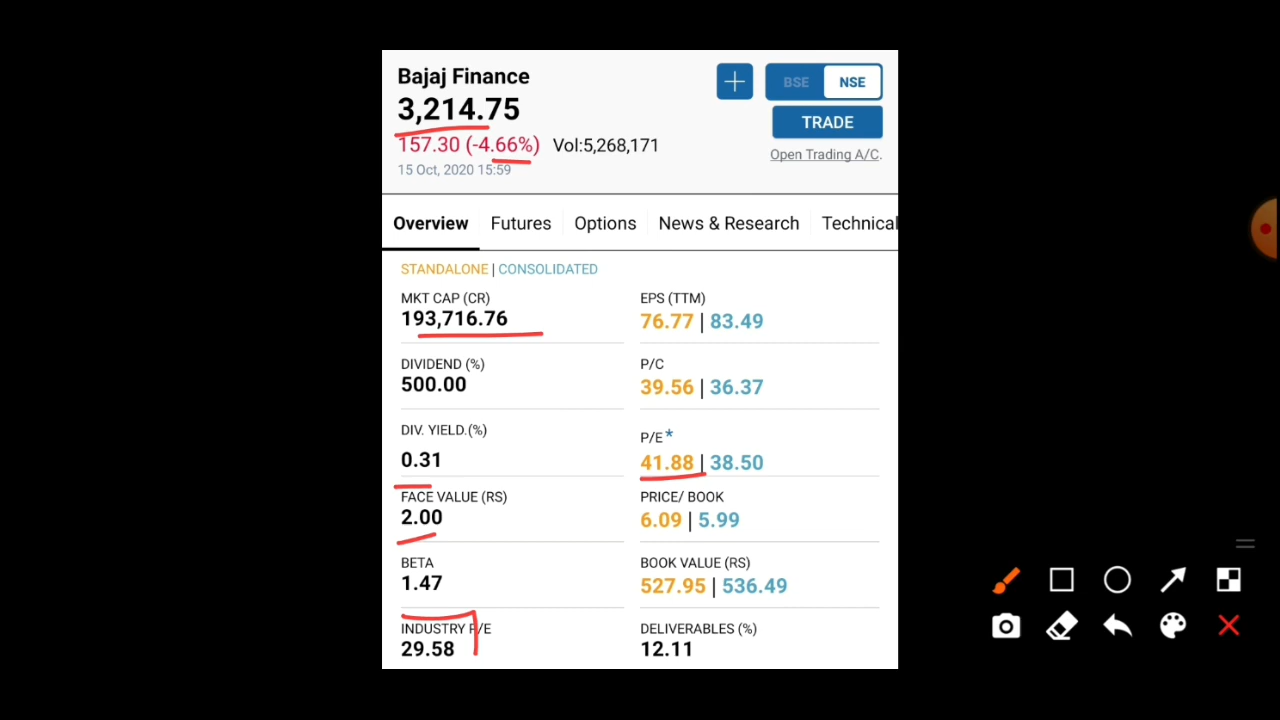 Bajaj Finance
BSE NSE
3,214.75
TRADE
157.30 (-4.66%) Vol:5,268,171
Open Trading A/C.
15 Oct, 2020 15:59
Overview Futures Options News & Research Technical
STANDALONE | CONSOLIDATED
MKT CAP (CR) EPS (TTM)
193,716.76 76.77 | 83.49
DIVIDEND (%) P/C
500.00 39.56 | 36.37
DIV. YIELD.(%) P/E*
0.31 41.88 | 38.50
FACE VALUE (RS) PRICE/ BOOK
2.00 6.09 | 5.99
BETA BOOK VALUE (RS)
1.47 527.95 | 536.49
INDUSTRY P/E DELIVERABLES (%)
29.58 12.11